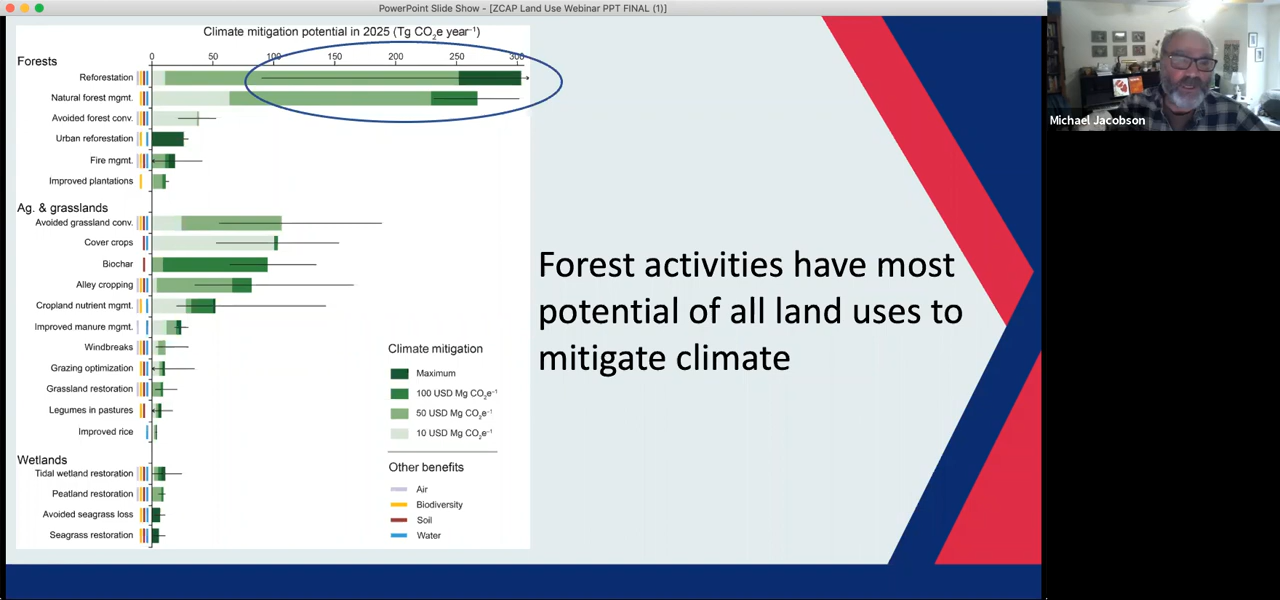 PowerPoint Slide Show - [ZCAP Land Use Webinar PPT FINAL (1)]
Climate mitigation potential in 2025 (Tg CO₂e year⁻¹)
0 50 100 150 200 250 300
Forests
Reforestation
Natural forest mgmt.
Avoided forest conv.
Urban reforestation
Fire mgmt.
Improved plantations
Ag. & grasslands
Avoided grassland conv.
Cover crops
Biochar
Alley cropping
Cropland nutrient mgmt.
Improved manure mgmt.
Windbreaks
Grazing optimization
Grassland restoration
Legumes in pastures
Improved rice
Wetlands
Tidal wetland restoration
Peatland restoration
Avoided seagrass loss
Seagrass restoration
Climate mitigation
Maximum
100 USD Mg CO₂e⁻¹
50 USD Mg CO₂e⁻¹
10 USD Mg CO₂e⁻¹
Other benefits
Air
Biodiversity
Soil
Water
Forest activities have most
potential of all land uses to
mitigate climate
Michael Jacobson